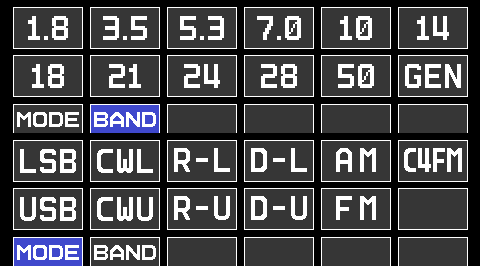 1.8 3.5 5.3 7.0 10 14
18 21 24 28 50 GEN
MODE BAND
LSB CWL R-L D-L AM C4FM
USB CWU R-U D-U FM
MODE BAND